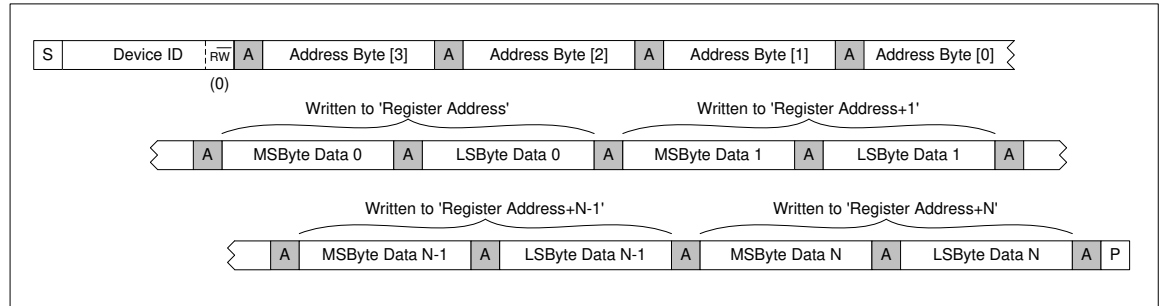 S Device ID RW̅ A Address Byte [3] A Address Byte [2] A Address Byte [1] A Address Byte [0]
(0)
Written to 'Register Address' Written to 'Register Address+1'
A MSByte Data 0 A LSByte Data 0 A MSByte Data 1 A LSByte Data 1 A
Written to 'Register Address+N-1' Written to 'Register Address+N'
A MSByte Data N-1 A LSByte Data N-1 A MSByte Data N A LSByte Data N A P